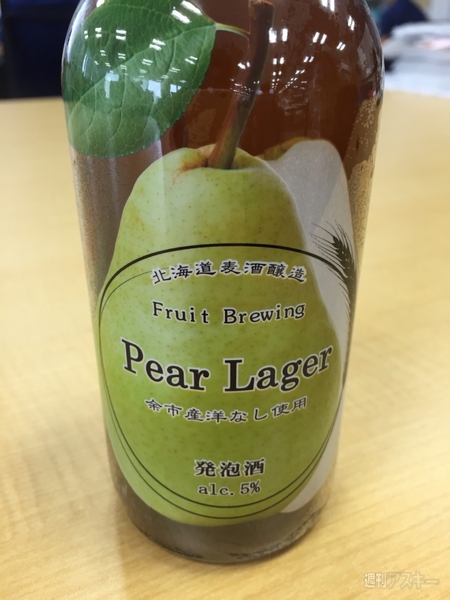 北海道麦酒醸造
Fruit Brewing
Pear Lager
余市産洋なし使用
発泡酒
alc.5%
週刊アスキー